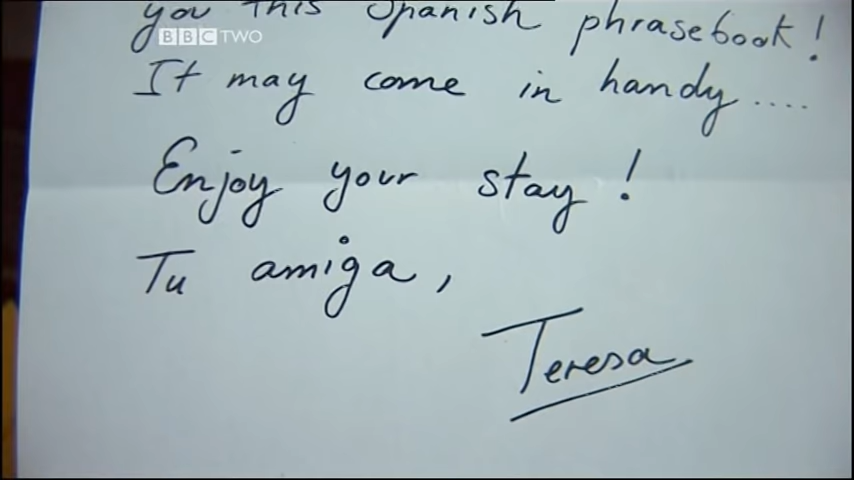 you this Spanish phrasebook!
BBC TWO
It may come in handy....
Enjoy your stay!
Tu amiga,
Teresa